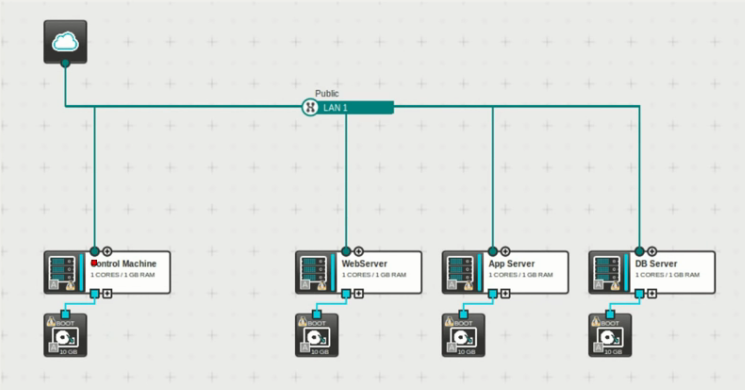 Public
LAN 1
Control Machine
1 CORES / 1 GB RAM
WebServer
1 CORES / 1 GB RAM
App Server
1 CORES / 1 GB RAM
DB Server
1 CORES / 1 GB RAM
BOOT
10 GB
BOOT
10 GB
BOOT
10 GB
BOOT
10 GB